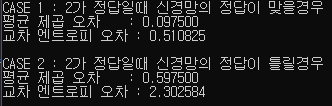 CASE 1 : 2가 정답일때 신경망의 정답이 맞을경우
평균 제곱 오차    : 0.097500
교차 엔트로피 오차 : 0.510825
CASE 2 : 2가 정답일때 신경망의 정답이 틀릴경우
평균 제곱 오차    : 0.597500
교차 엔트로피 오차 : 2.302584